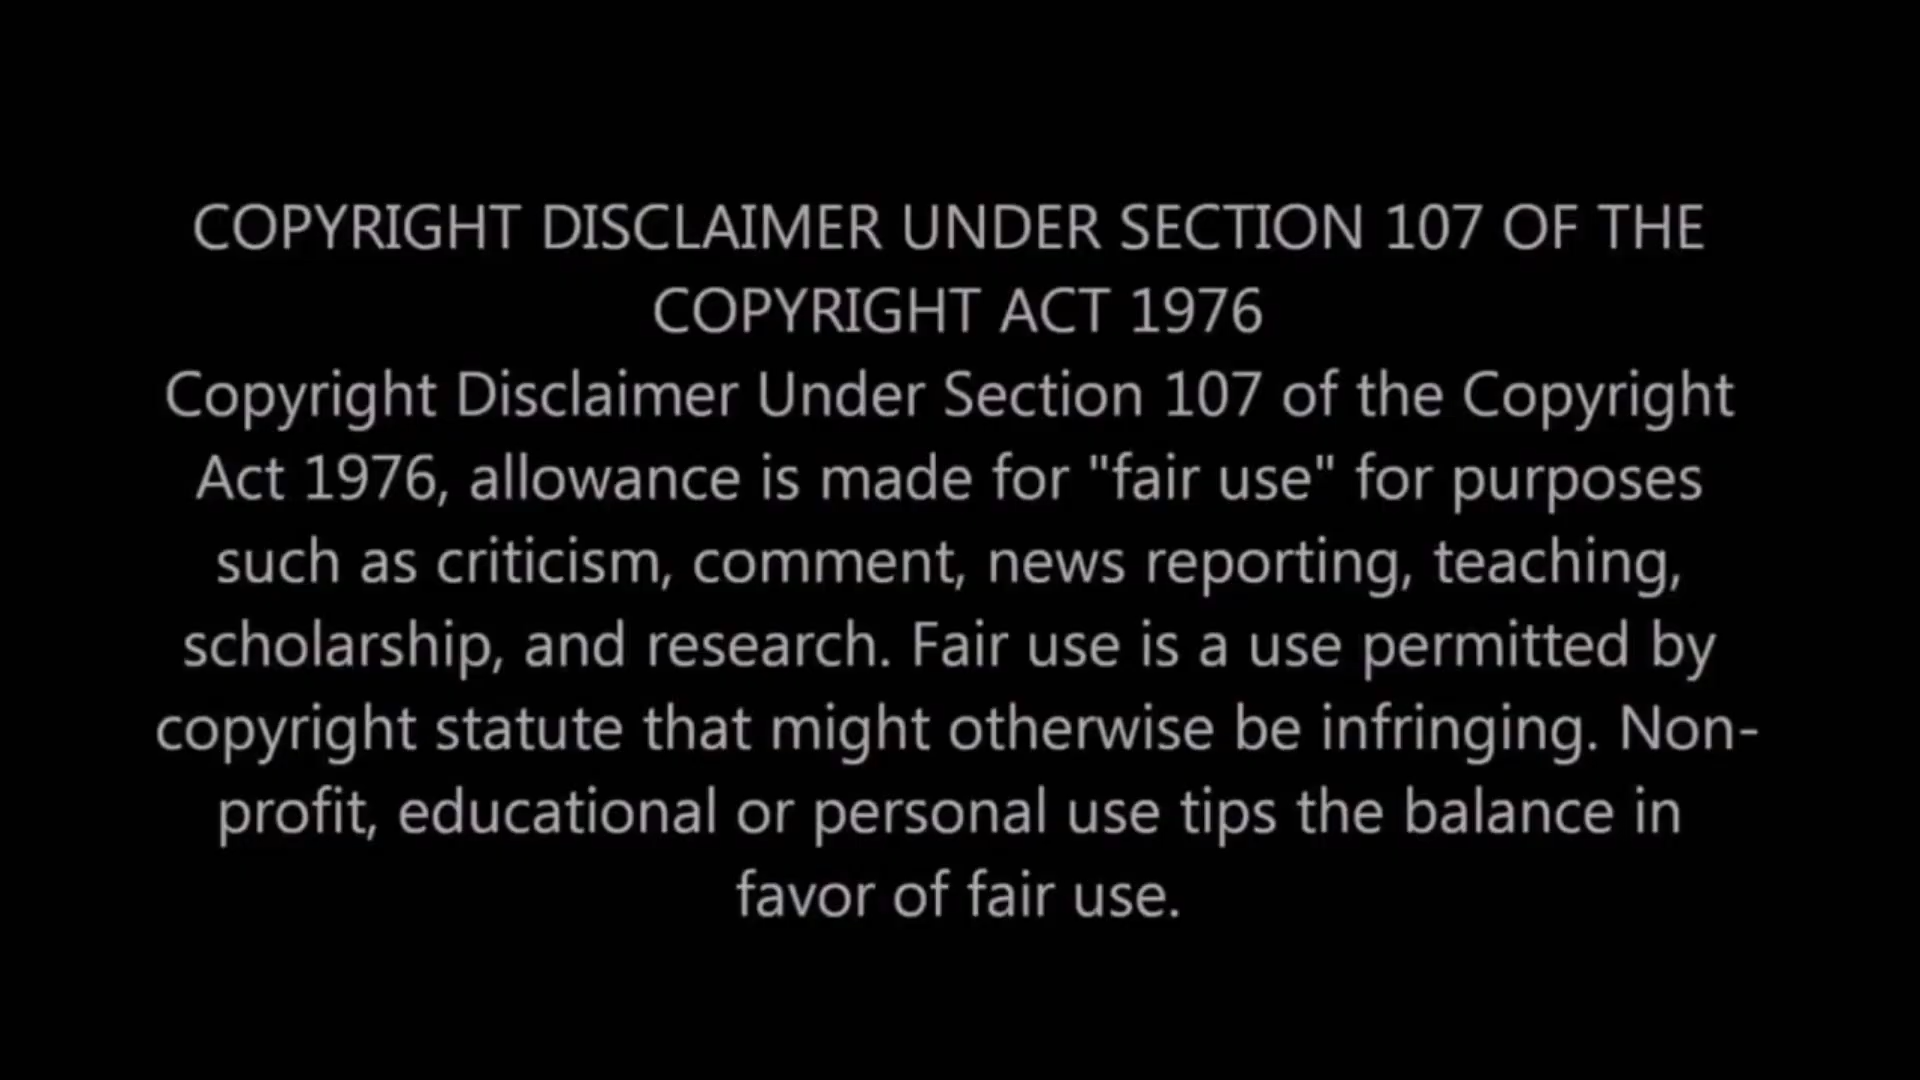 COPYRIGHT DISCLAIMER UNDER SECTION 107 OF THE
COPYRIGHT ACT 1976
Copyright Disclaimer Under Section 107 of the Copyright
Act 1976, allowance is made for "fair use" for purposes
such as criticism, comment, news reporting, teaching,
scholarship, and research. Fair use is a use permitted by
copyright statute that might otherwise be infringing. Non-
profit, educational or personal use tips the balance in
favor of fair use.